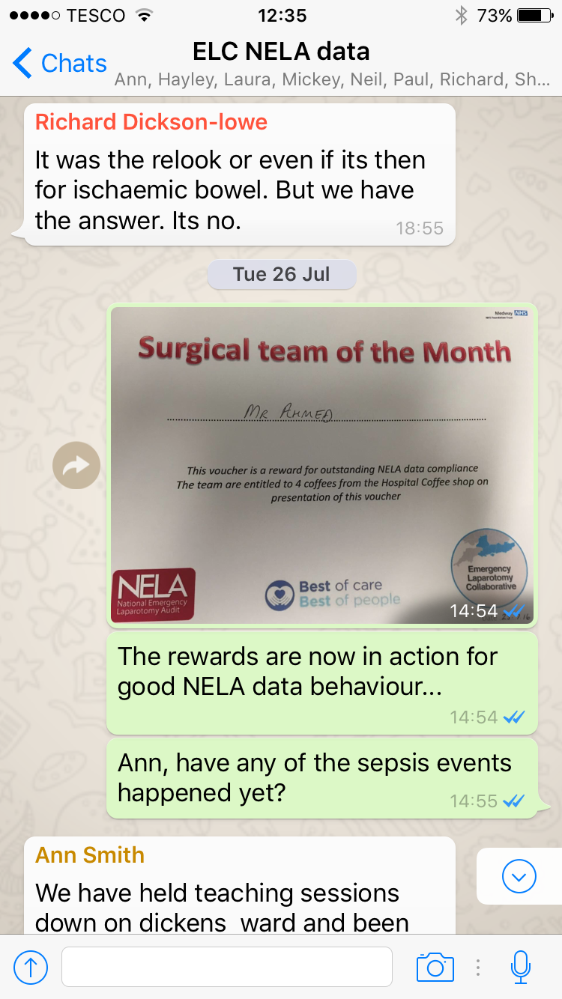 TESCO 12:35 73%
Chats
ELC NELA data
Ann, Hayley, Laura, Mickey, Neil, Paul, Richard, Sh...
Richard Dickson-lowe
It was the relook or even if its then
for ischaemic bowel. But we have
the answer. Its no.
18:55
Tue 26 Jul
Medway NHS
NHS Foundation Trust
Surgical team of the Month
MR AHMED
This voucher is a reward for outstanding NELA data compliance
The team are entitled to 4 coffees from the Hospital Coffee shop on
presentation of this voucher
NELA
National Emergency
Laparotomy Audit
Best of care
Best of people
Emergency
Laparotomy
Collaborative
14:54
The rewards are now in action for
good NELA data behaviour...
14:54
Ann, have any of the sepsis events
happened yet?
14:55
Ann Smith
We have held teaching sessions
down on dickens ward and been